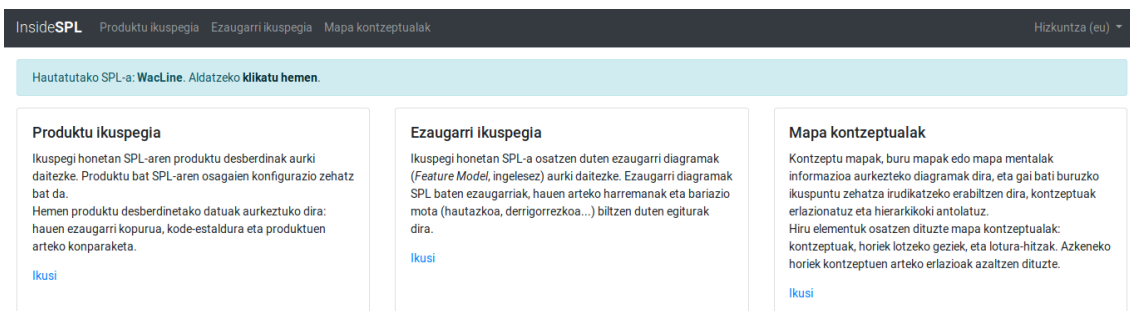 InsideSPL Produktu ikuspegia Ezaugarri ikuspegia Mapa kontzeptualak Hizkuntza (eu)
Hautatutako SPL-a: WacLine. Aldatzeko klikatu hemen.
Produktu ikuspegia
Ikuspegi honetan SPL-aren produktu desberdinak aurki
daitezke. Produktu bat SPL-aren osagaien konfigurazio zehatz
bat da.
Hemen produktu desberdinetako datuak aurkeztuko dira:
hauen ezaugarri kopurua, kode-estaldura eta produktuen
arteko konparaketa.
Ikusi
Ezaugarri ikuspegia
Ikuspegi honetan SPL-a osatzen duten ezaugarri diagramak
(Feature Model, ingelesez) aurki daitezke. Ezaugarri diagramak
SPL baten ezaugarriak, hauen arteko harremanak eta bariazio
mota (hautazkoa, derrigorrezkoa...) biltzen duten egiturak
dira.
Ikusi
Mapa kontzeptualak
Kontzeptu mapak, buru mapak edo mapa mentalak
informazioa aurkezteko diagramak dira, eta gai bati buruzko
ikuspuntu zehatza irudikatzeko erabiltzen dira, kontzeptuak
erlazionatuz eta hierarkikoki antolatuz.
Hiru elementuk osatzen dituzte mapa kontzeptualak:
kontzeptuak, horiek lotzeko geziek, eta lotura-hitzak. Azkeneko
horiek kontzeptuen arteko erlazioak azaltzen dituzte.
Ikusi